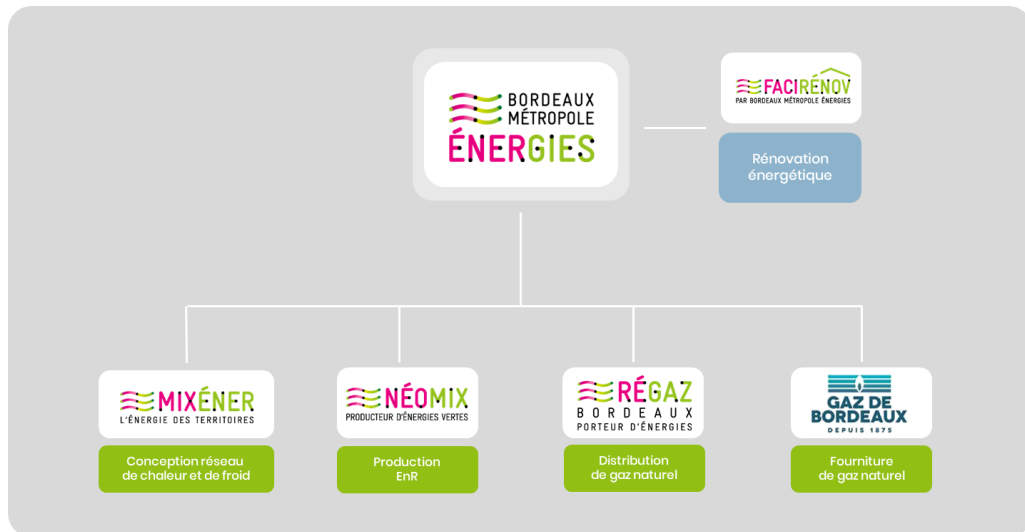 BORDEAUX
MÉTROPOLE
ÉNERGIES
FACIRÉNOV
PAR BORDEAUX MÉTROPOLE ÉNERGIES
Rénovation
énergétique
MIXÉNER
L'ÉNERGIE DES TERRITOIRES
Conception réseau
de chaleur et de froid
NÉOMIX
PRODUCTEUR D'ÉNERGIES VERTES
Production
EnR
RÉGAZ
BORDEAUX
PORTEUR D'ÉNERGIES
Distribution
de gaz naturel
GAZ DE
BORDEAUX
DEPUIS 1875
Fourniture
de gaz naturel